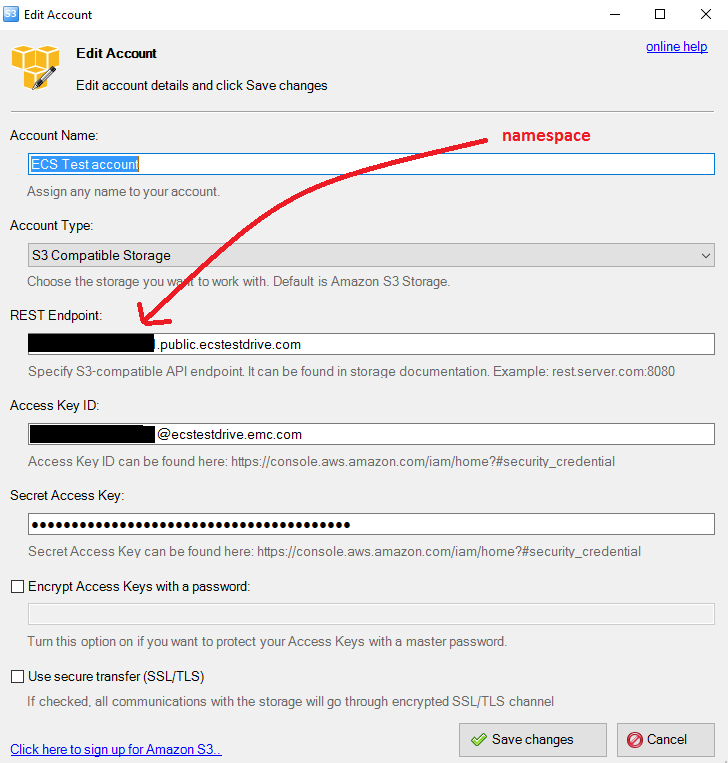 S3 Edit Account
online help
Edit Account
Edit account details and click Save changes
Account Name:
namespace
ECS Test account
Assign any name to your account.
Account Type:
S3 Compatible Storage
Choose the storage you want to work with. Default is Amazon S3 Storage.
REST Endpoint:
.public.ecstestdrive.com
Specify S3-compatible API endpoint. It can be found in storage documentation. Example: rest.server.com:8080
Access Key ID:
@ecstestdrive.emc.com
Access Key ID can be found here: https://console.aws.amazon.com/iam/home?#security_credential
Secret Access Key:
●●●●●●●●●●●●●●●●●●●●●●●●●●●●●●●●●●●●●●●●
Secret Access Key can be found here: https://console.aws.amazon.com/iam/home?#security_credential
Encrypt Access Keys with a password:
Turn this option on if you want to protect your Access Keys with a master password.
Use secure transfer (SSL/TLS)
If checked, all communications with the storage will go through encrypted SSL/TLS channel
Click here to sign up for Amazon S3..
Save changes
Cancel